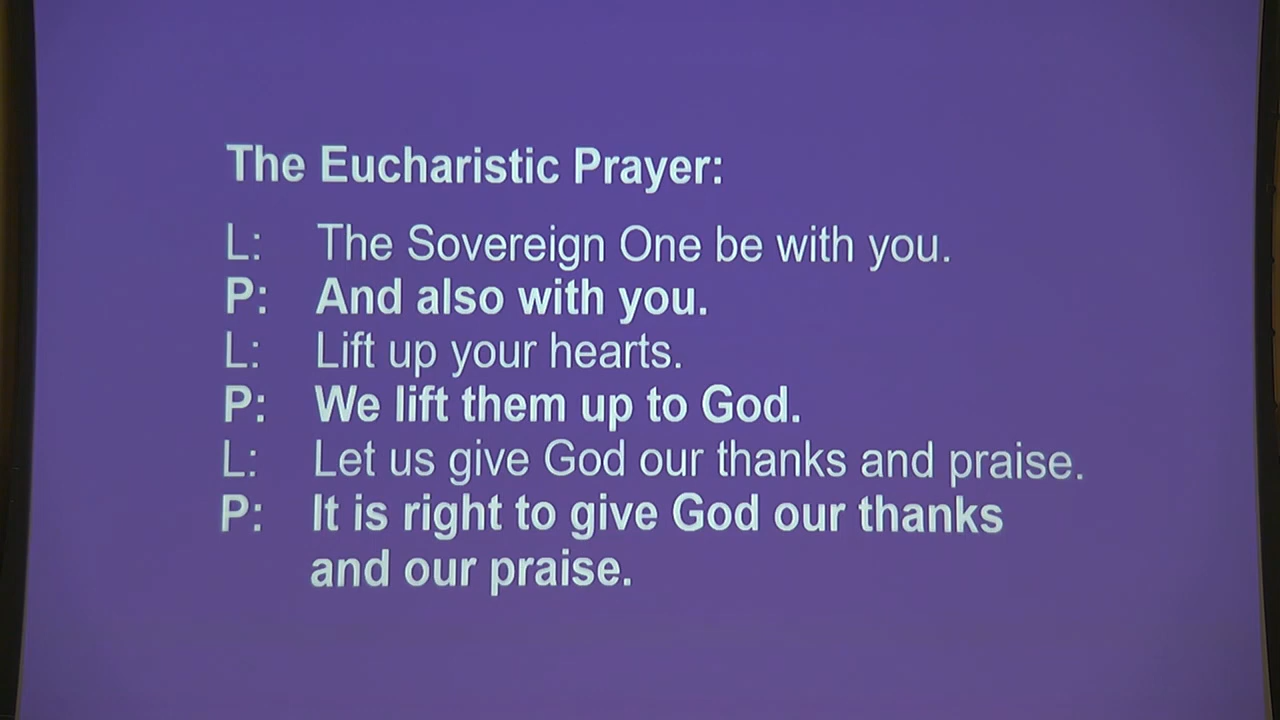 The Eucharistic Prayer:
L: The Sovereign One be with you.
P: And also with you.
L: Lift up your hearts.
P: We lift them up to God.
L: Let us give God our thanks and praise.
P: It is right to give God our thanks
and our praise.